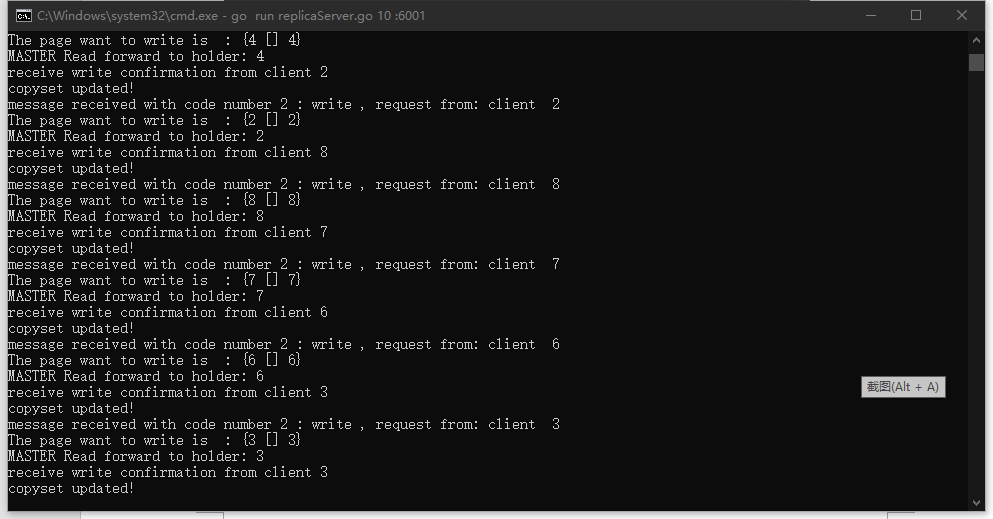 C:\Windows\system32\cmd.exe - go  run replicaServer.go 10 :6001
The page want to write is  : {4 [] 4}
MASTER Read forward to holder: 4
receive write confirmation from client 2
copyset updated!
message received with code number 2 : write , request from: client  2
The page want to write is  : {2 [] 2}
MASTER Read forward to holder: 2
receive write confirmation from client 8
copyset updated!
message received with code number 2 : write , request from: client  8
The page want to write is  : {8 [] 8}
MASTER Read forward to holder: 8
receive write confirmation from client 7
copyset updated!
message received with code number 2 : write , request from: client  7
The page want to write is  : {7 [] 7}
MASTER Read forward to holder: 7
receive write confirmation from client 6
copyset updated!
message received with code number 2 : write , request from: client  6
The page want to write is  : {6 [] 6}
MASTER Read forward to holder: 6
receive write confirmation from client 3
copyset updated!
message received with code number 2 : write , request from: client  3
The page want to write is  : {3 [] 3}
MASTER Read forward to holder: 3
receive write confirmation from client 3
copyset updated!
截图(Alt + A)